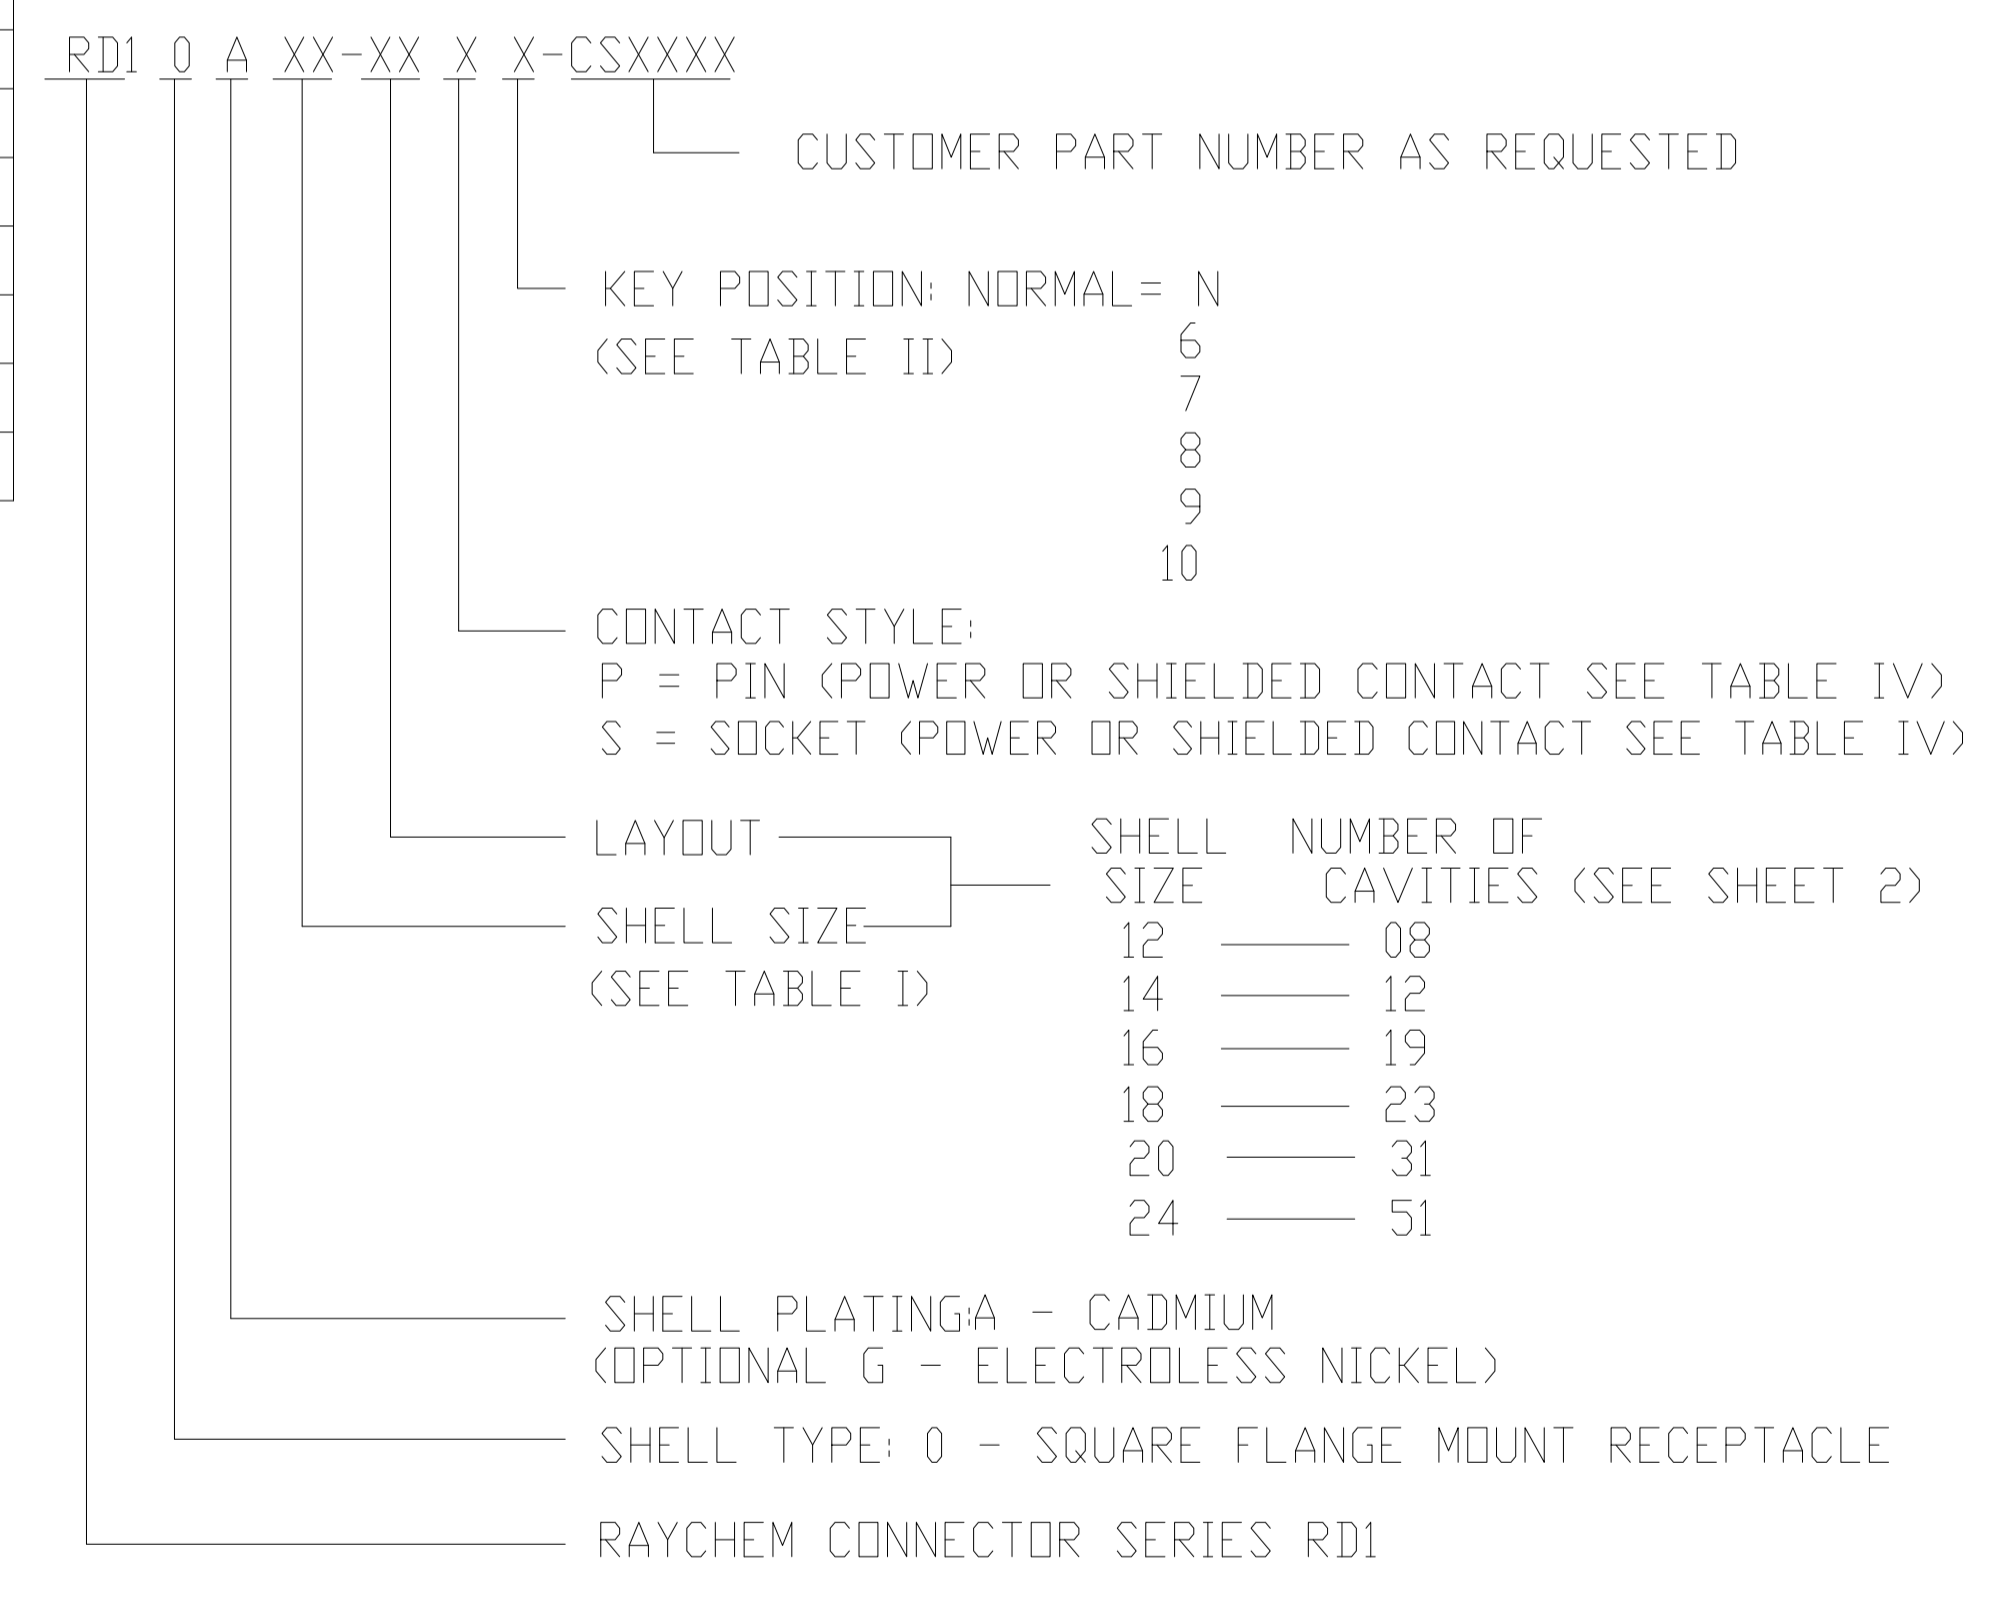 RD1 0 A XX-XX X X-CSXXXX
CUSTOMER PART NUMBER AS REQUESTED
KEY POSITION: NORMAL= N
(SEE TABLE II)
6
7
8
9
10
CONTACT STYLE:
P = PIN (POWER OR SHIELDED CONTACT SEE TABLE IV)
S = SOCKET (POWER OR SHIELDED CONTACT SEE TABLE IV)
LAYOUT
SHELL SIZE
(SEE TABLE I)
SHELL NUMBER OF
SIZE CAVITIES (SEE SHEET 2)
12 08
14 12
16 19
18 23
20 31
24 51
SHELL PLATING:A - CADMIUM
(OPTIONAL G - ELECTROLESS NICKEL)
SHELL TYPE: 0 - SQUARE FLANGE MOUNT RECEPTACLE
RAYCHEM CONNECTOR SERIES RD1